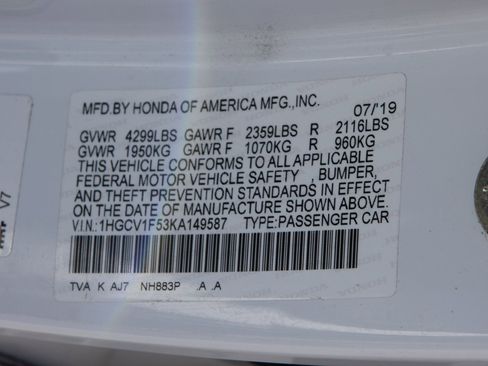 MFD.BY HONDA OF AMERICA MFG.,INC. 07/'19
GVWR 4299LBS GAWR F 2359LBS R 2116LBS
GVWR 1950KG GAWR F 1070KG R 960KG
THIS VEHICLE CONFORMS TO ALL APPLICABLE
FEDERAL MOTOR VEHICLE SAFETY , BUMPER,
AND THEFT PREVENTION STANDARDS IN EFFECT
ON THE DATE OF MANUFACTURE SHOWN ABOVE.
V.I.N.:1HGCV1F53KA149587 TYPE:PASSENGER CAR
TVA K AJ7 NH883P .A .A
V7